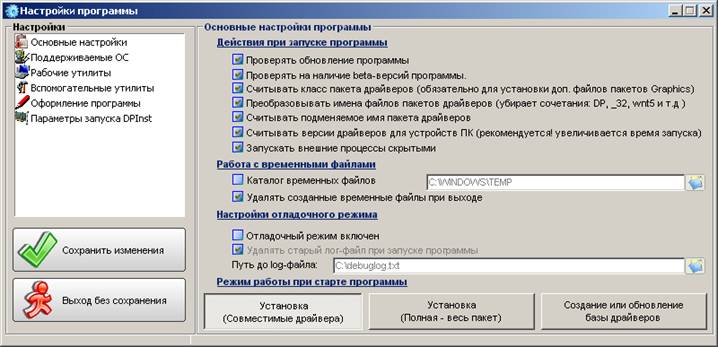 Настройки программы
Настройки
Основные настройки
Поддерживаемые ОС
Рабочие утилиты
Вспомогательные утилиты
Оформление программы
Параметры запуска DPInst
Сохранить изменения
Выход без сохранения
Основные настройки программы
Действия при запуске программы
Проверять обновление программы
Проверять на наличие beta-версий программы.
Считывать класс пакета драйверов (обязательно для установки доп. файлов пакетов Graphics)
Преобразовывать имена файлов пакетов драйверов (убирает сочетания: DP, _32, wnt5 и т.д.)
Считывать подменяемое имя пакета драйверов
Считывать версии драйверов для устройств ПК (рекомендуется! увеличивается время запуска)
Запускать внешние процессы скрытыми
Работа с временными файлами
Каталог временных файлов
C:\WINDOWS\TEMP
Удалять созданные временные файлы при выходе
Настройки отладочного режима
Отладочный режим включен
Удалять старый лог-файл при запуске программы
Путь до log-файла:
C:\debuglog.txt
Режим работы при старте программы
Установка
(Совместимые драйвера)
Установка
(Полная - весь пакет)
Создание или обновление
базы драйверов